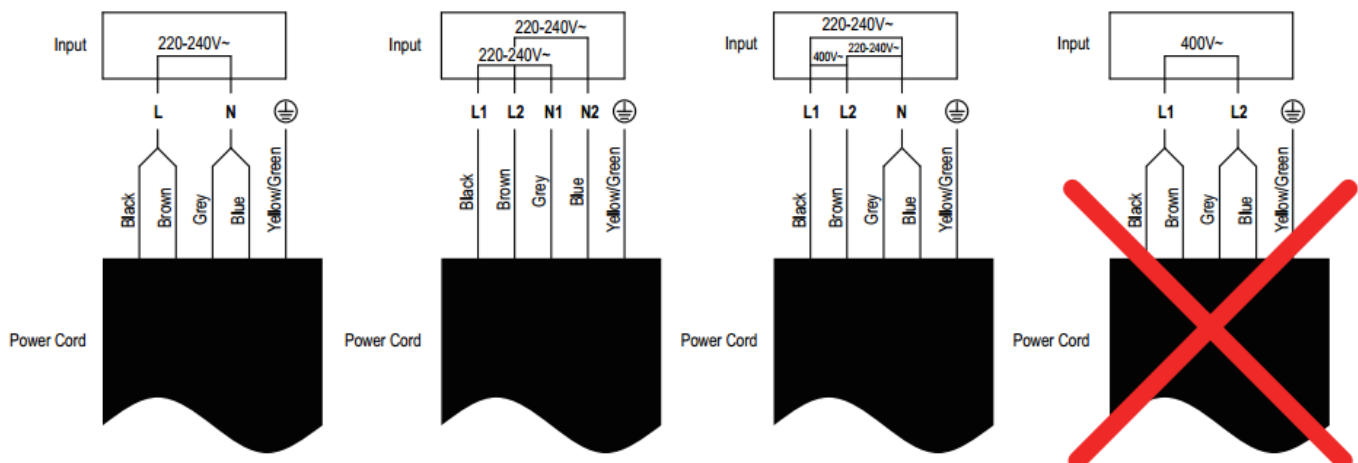 Input
220-240V~
L N
Black
Brown
Grey
Blue
Yellow/Green
Power Cord
Input
220-240V~
220-240V~
L1 L2 N1 N2
Black
Brown
Grey
Blue
Yellow/Green
Power Cord
Input
220-240V~
400V~ 220-240V~
L1 L2 N
Black
Brown
Grey
Blue
Yellow/Green
Power Cord
Input
400V~
L1 L2
Black
Brown
Grey
Blue
Yellow/Green
Power Cord